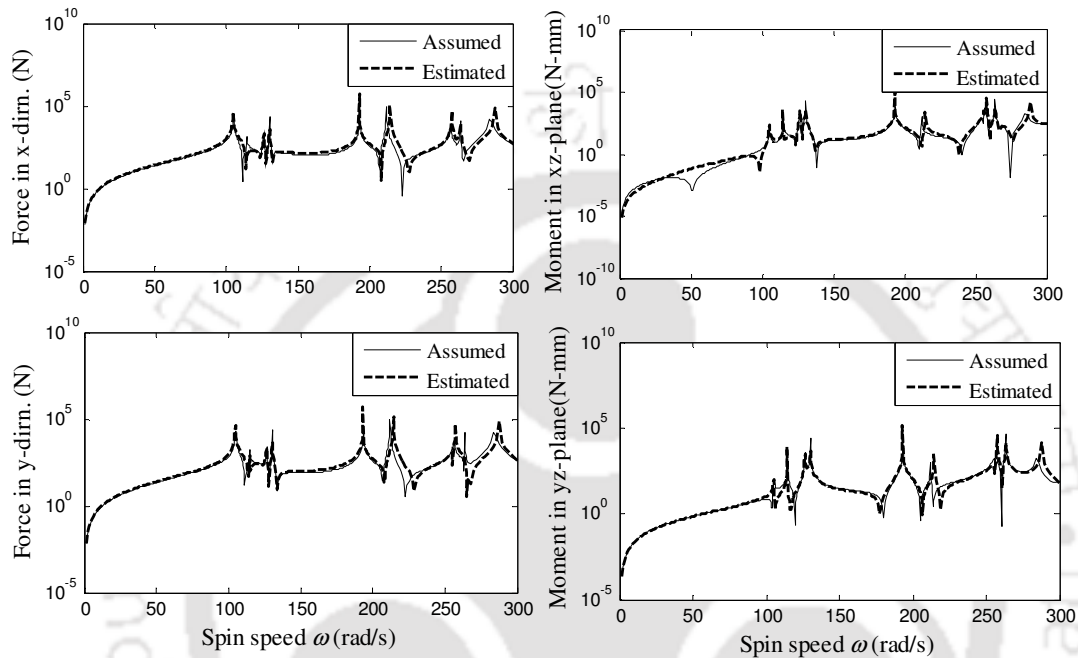 10^10
10^5
10^0
10^-5
Force in x-dirn. (N)
Assumed
Estimated
0 50 100 150 200 250 300
10^10
10^5
10^0
10^-5
10^-10
Moment in xz-plane(N-mm)
Assumed
Estimated
0 50 100 150 200 250 300
10^10
10^5
10^0
10^-5
Force in y-dirn. (N)
Assumed
Estimated
0 50 100 150 200 250 300
Spin speed ω (rad/s)
10^10
10^5
10^0
10^-5
Moment in yz-plane(N-mm)
Assumed
Estimated
0 50 100 150 200 250 300
Spin speed ω (rad/s)